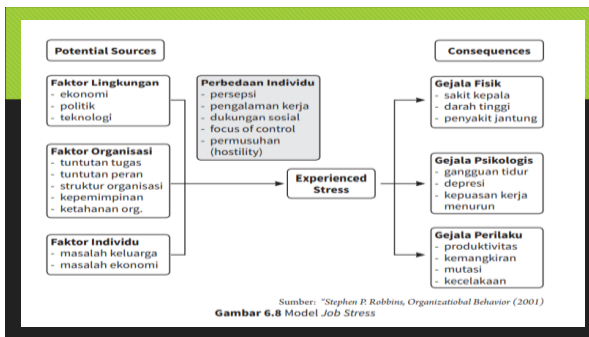 Potential Sources
Faktor Lingkungan
- ekonomi
- politik
- teknologi
Faktor Organisasi
- tuntutan tugas
- tuntutan peran
- struktur organisasi
- kepemimpinan
- ketahanan org.
Faktor Individu
- masalah keluarga
- masalah ekonomi
Perbedaan Individu
- persepsi
- pengalaman kerja
- dukungan sosial
- focus of control
- permusuhan
(hostility)
Experienced
Stress
Consequences
Gejala Fisik
- sakit kepala
- darah tinggi
- penyakit jantung
Gejala Psikologis
- gangguan tidur
- depresi
- kepuasan kerja
menurun
Gejala Perilaku
- produktivitas
- kemangkiran
- mutasi
- kecelakaan
Sumber: "Stephen P. Robbins, Organizatiobal Behavior (2001)
Gambar 6.8 Model Job Stress